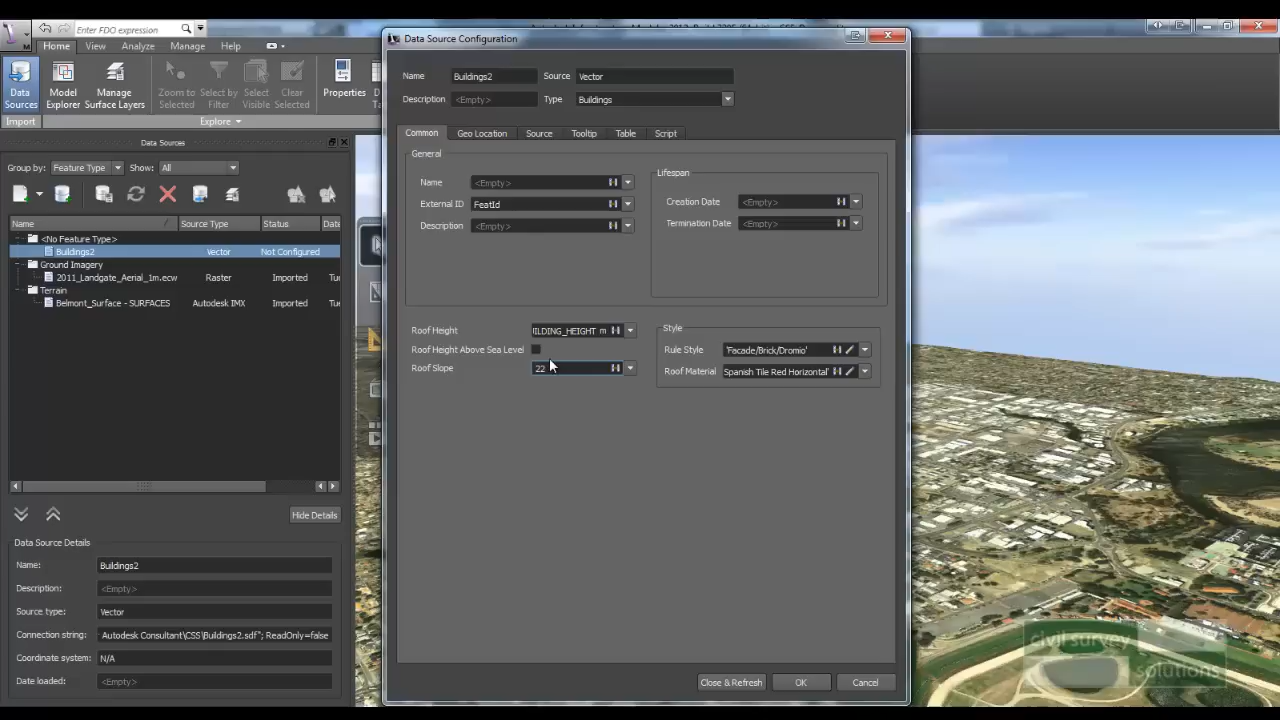 Enter FDO expression
Home View Analyze Manage Help
Data Sources
Model Explorer
Manage Surface Layers
Zoom to Selected
Select by Filter
Select Visible
Clear Selected
Properties
Import
Explore
Data Sources
Group by: Feature Type Show: All
Name Source Type Status
<No Feature Type>
Buildings2 Vector Not Configured
Ground Imagery
2011_Landgate_Aerial_1m.ecw Raster Imported
Terrain
Belmont_Surface - SURFACES Autodesk IMX Imported
Hide Details
Data Source Details
Name: Buildings2
Description: <Empty>
Source type: Vector
Connection string: Autodesk Consultant\CSS\Buildings2.sdf"; ReadOnly=false
Coordinate system: N/A
Date loaded: <Empty>
Data Source Configuration
Name Buildings2 Source Vector
Description <Empty> Type Buildings
Common Geo Location Source Tooltip Table Script
General
Name <Empty>
External ID FeatId
Description <Empty>
Lifespan
Creation Date <Empty>
Termination Date <Empty>
Roof Height ILDING_HEIGHT m
Roof Height Above Sea Level
Roof Slope 22
Style
Rule Style 'Facade/Brick/Dromio'
Roof Material Spanish Tile Red Horizontal'
Close & Refresh OK Cancel
civil survey
solutions